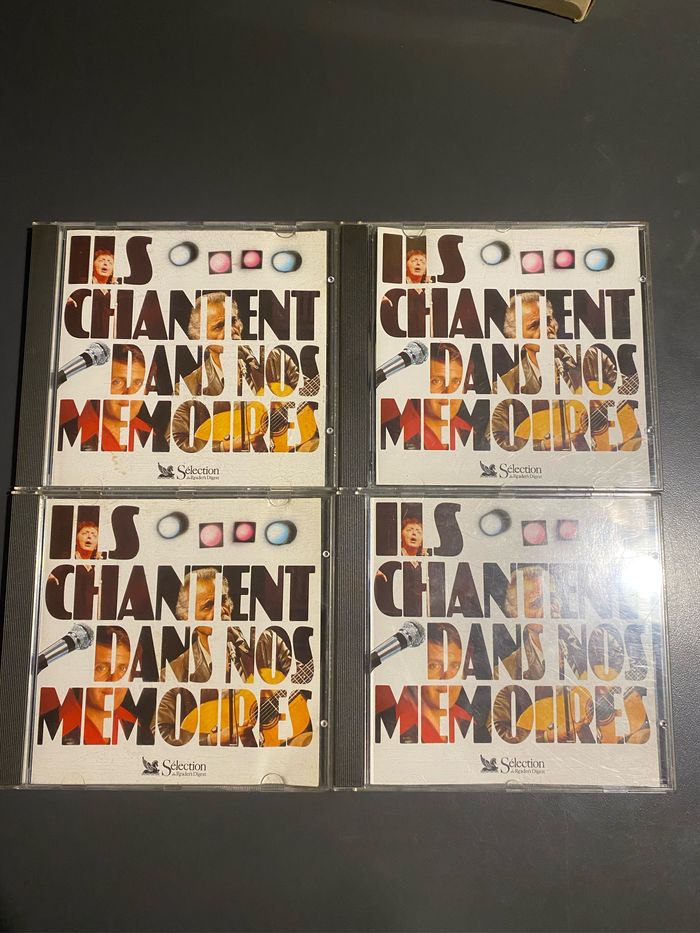 ILS
CHANTENT
DANS NOS
MEMOIRES
Sélection
du Reader's Digest
ILS
CHANTENT
DANS NOS
MEMOIRES
Sélection
du Reader's Digest
ILS
CHANTENT
DANS NOS
MEMOIRES
Sélection
du Reader's Digest
ILS
CHANTENT
DANS NOS
MEMOIRES
Sélection
du Reader's Digest